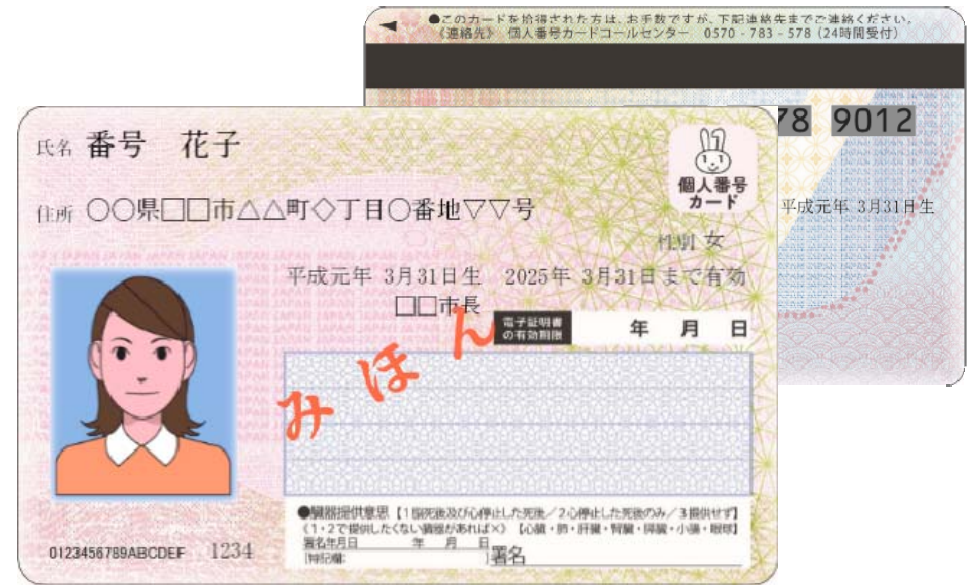 ●このカードを拾得された方は、お手数ですが、下記連絡先までご連絡ください。
《連絡先》 個人番号カードコールセンター 0570-783-578（24時間受付）
78 9012
平成元年 3月31日生
氏名 番号 花子
個人番号
カード
住所 〇〇県□□市△△町◇丁目〇番地▽▽号
性別 女
平成元年 3月31日生 2025年 3月31日まで有効
□□市長
電子証明書
の有効期限
年 月 日
みほん
●臓器提供意思【1脳死後及び心停止した死後／2心停止した死後のみ／3提供せず】
《1・2で提供したくない臓器があれば×》【心臓・肺・肝臓・腎臓・膵臓・小腸・眼球】
署名年月日 年 月 日
[特記欄: ] 署名
0123456789ABCDEF 1234